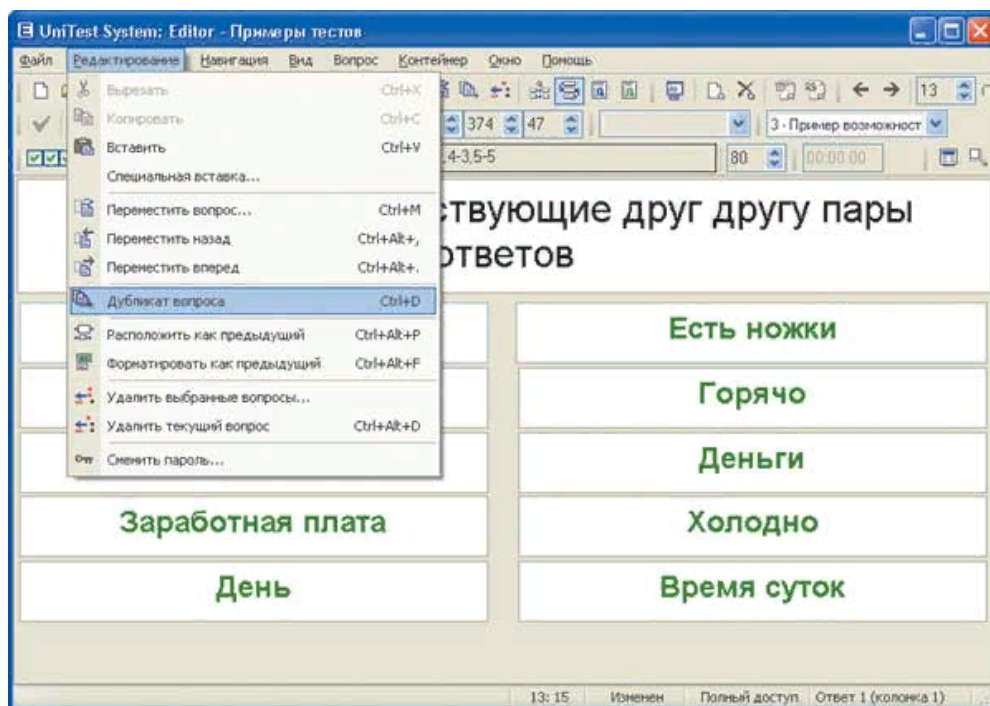 UniTest System: Editor - Примеры тестов
Файл Редактирование Навигация Вид Вопрос Контейнер Окно Помощь
13
374 47 3 - Пример возможност
,4-3,5-5 80 00:00:00
Вырезать Ctrl+X
Копировать Ctrl+C
Вставить Ctrl+V
Специальная вставка...
Переместить вопрос... Ctrl+M
Переместить назад Ctrl+Alt+,
Переместить вперед Ctrl+Alt+.
Дубликат вопроса Ctrl+D
Расположить как предыдущий Ctrl+Alt+P
Форматировать как предыдущий Ctrl+Alt+F
Удалить выбранные вопросы...
Удалить текущий вопрос Ctrl+Alt+D
Сменить пароль...
ствующие друг другу пары
ответов
Есть ножки
Горячо
Деньги
Заработная плата Холодно
День Время суток
13: 15 Изменен Полный доступ Ответ 1 (колонка 1)